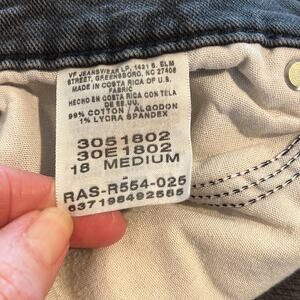 VF JEANSWEAR LP, 1421 S. ELM
STREET, GREENSBORO, NC 27406
MADE IN COSTA RICA OF U.S.
FABRIC
HECHO EN COSTA RICA CON TELA
DE EE.UU.
99% COTTON / ALGODON
1% LYCRA SPANDEX
3051802
30E1802
18 MEDIUM
RAS-R554-025
637198492585